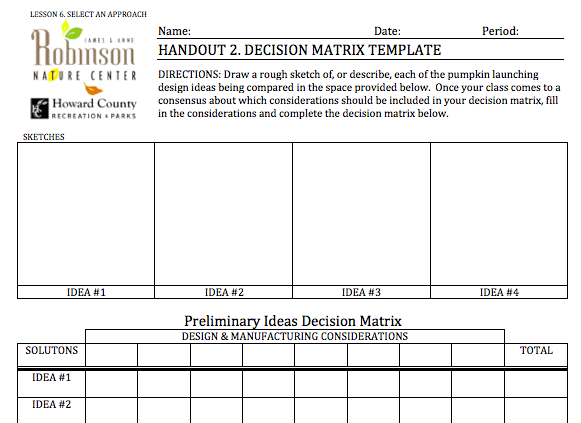 LESSON 6. SELECT AN APPROACH
JAMES & ANNE
Robinson
NATURE CENTER
Howard County
RECREATION & PARKS
Name: Date: Period:
HANDOUT 2. DECISION MATRIX TEMPLATE
DIRECTIONS: Draw a rough sketch of, or describe, each of the pumpkin launching
design ideas being compared in the space provided below. Once your class comes to a
consensus about which considerations should be included in your decision matrix, fill
in the considerations and complete the decision matrix below.
SKETCHES
IDEA #1 IDEA #2 IDEA #3 IDEA #4
Preliminary Ideas Decision Matrix
DESIGN & MANUFACTURING CONSIDERATIONS
SOLUTONS TOTAL
IDEA #1
IDEA #2